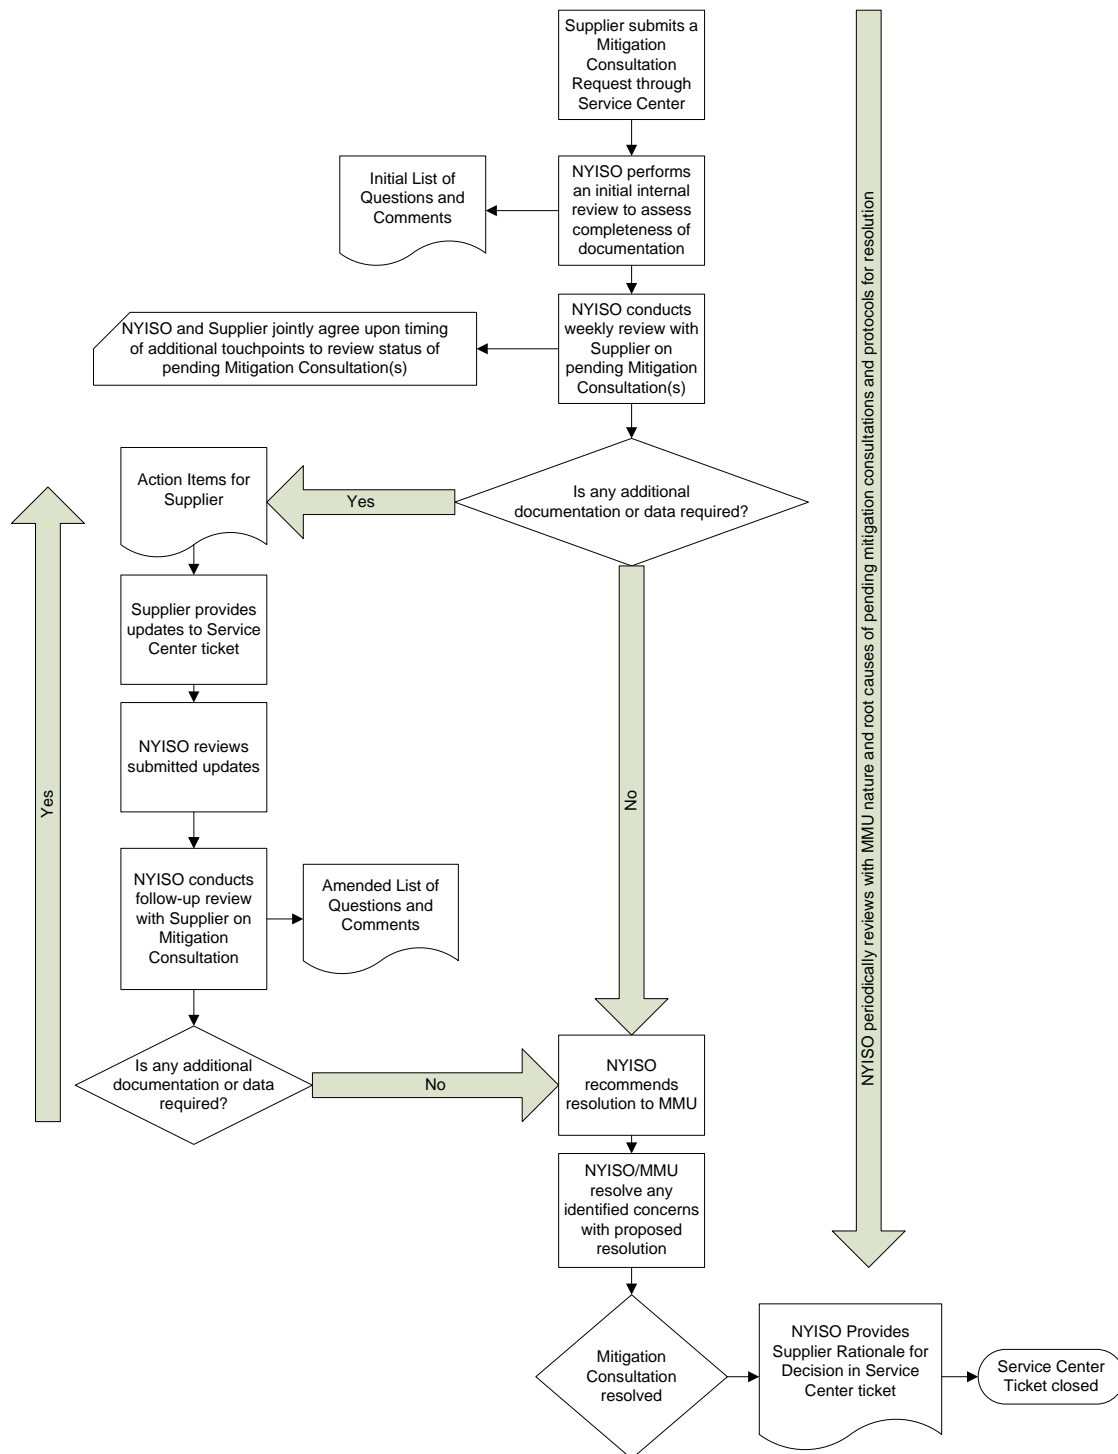 Supplier submits a
Mitigation
Consultation
Request through
Service Center
NYISO performs
an initial internal
review to assess
completeness of
documentation
Initial List of
Questions and
Comments
NYISO conducts
weekly review with
Supplier on
pending Mitigation
Consultation(s)
NYISO and Supplier jointly agree upon timing
of additional touchpoints to review status of
pending Mitigation Consultation(s)
Is any additional
documentation or data
required?
Yes
Action Items for
Supplier
Supplier provides
updates to Service
Center ticket
NYISO reviews
submitted updates
NYISO conducts
follow-up review
with Supplier on
Mitigation
Consultation
Amended List of
Questions and
Comments
Is any additional
documentation or data
required?
Yes
No
No
NYISO
recommends
resolution to MMU
NYISO/MMU
resolve any
identified concerns
with proposed
resolution
Mitigation
Consultation
resolved
NYISO Provides
Supplier Rationale for
Decision in Service
Center ticket
Service Center
Ticket closed
NYISO periodically reviews with MMU nature and root causes of pending mitigation consultations and protocols for resolution